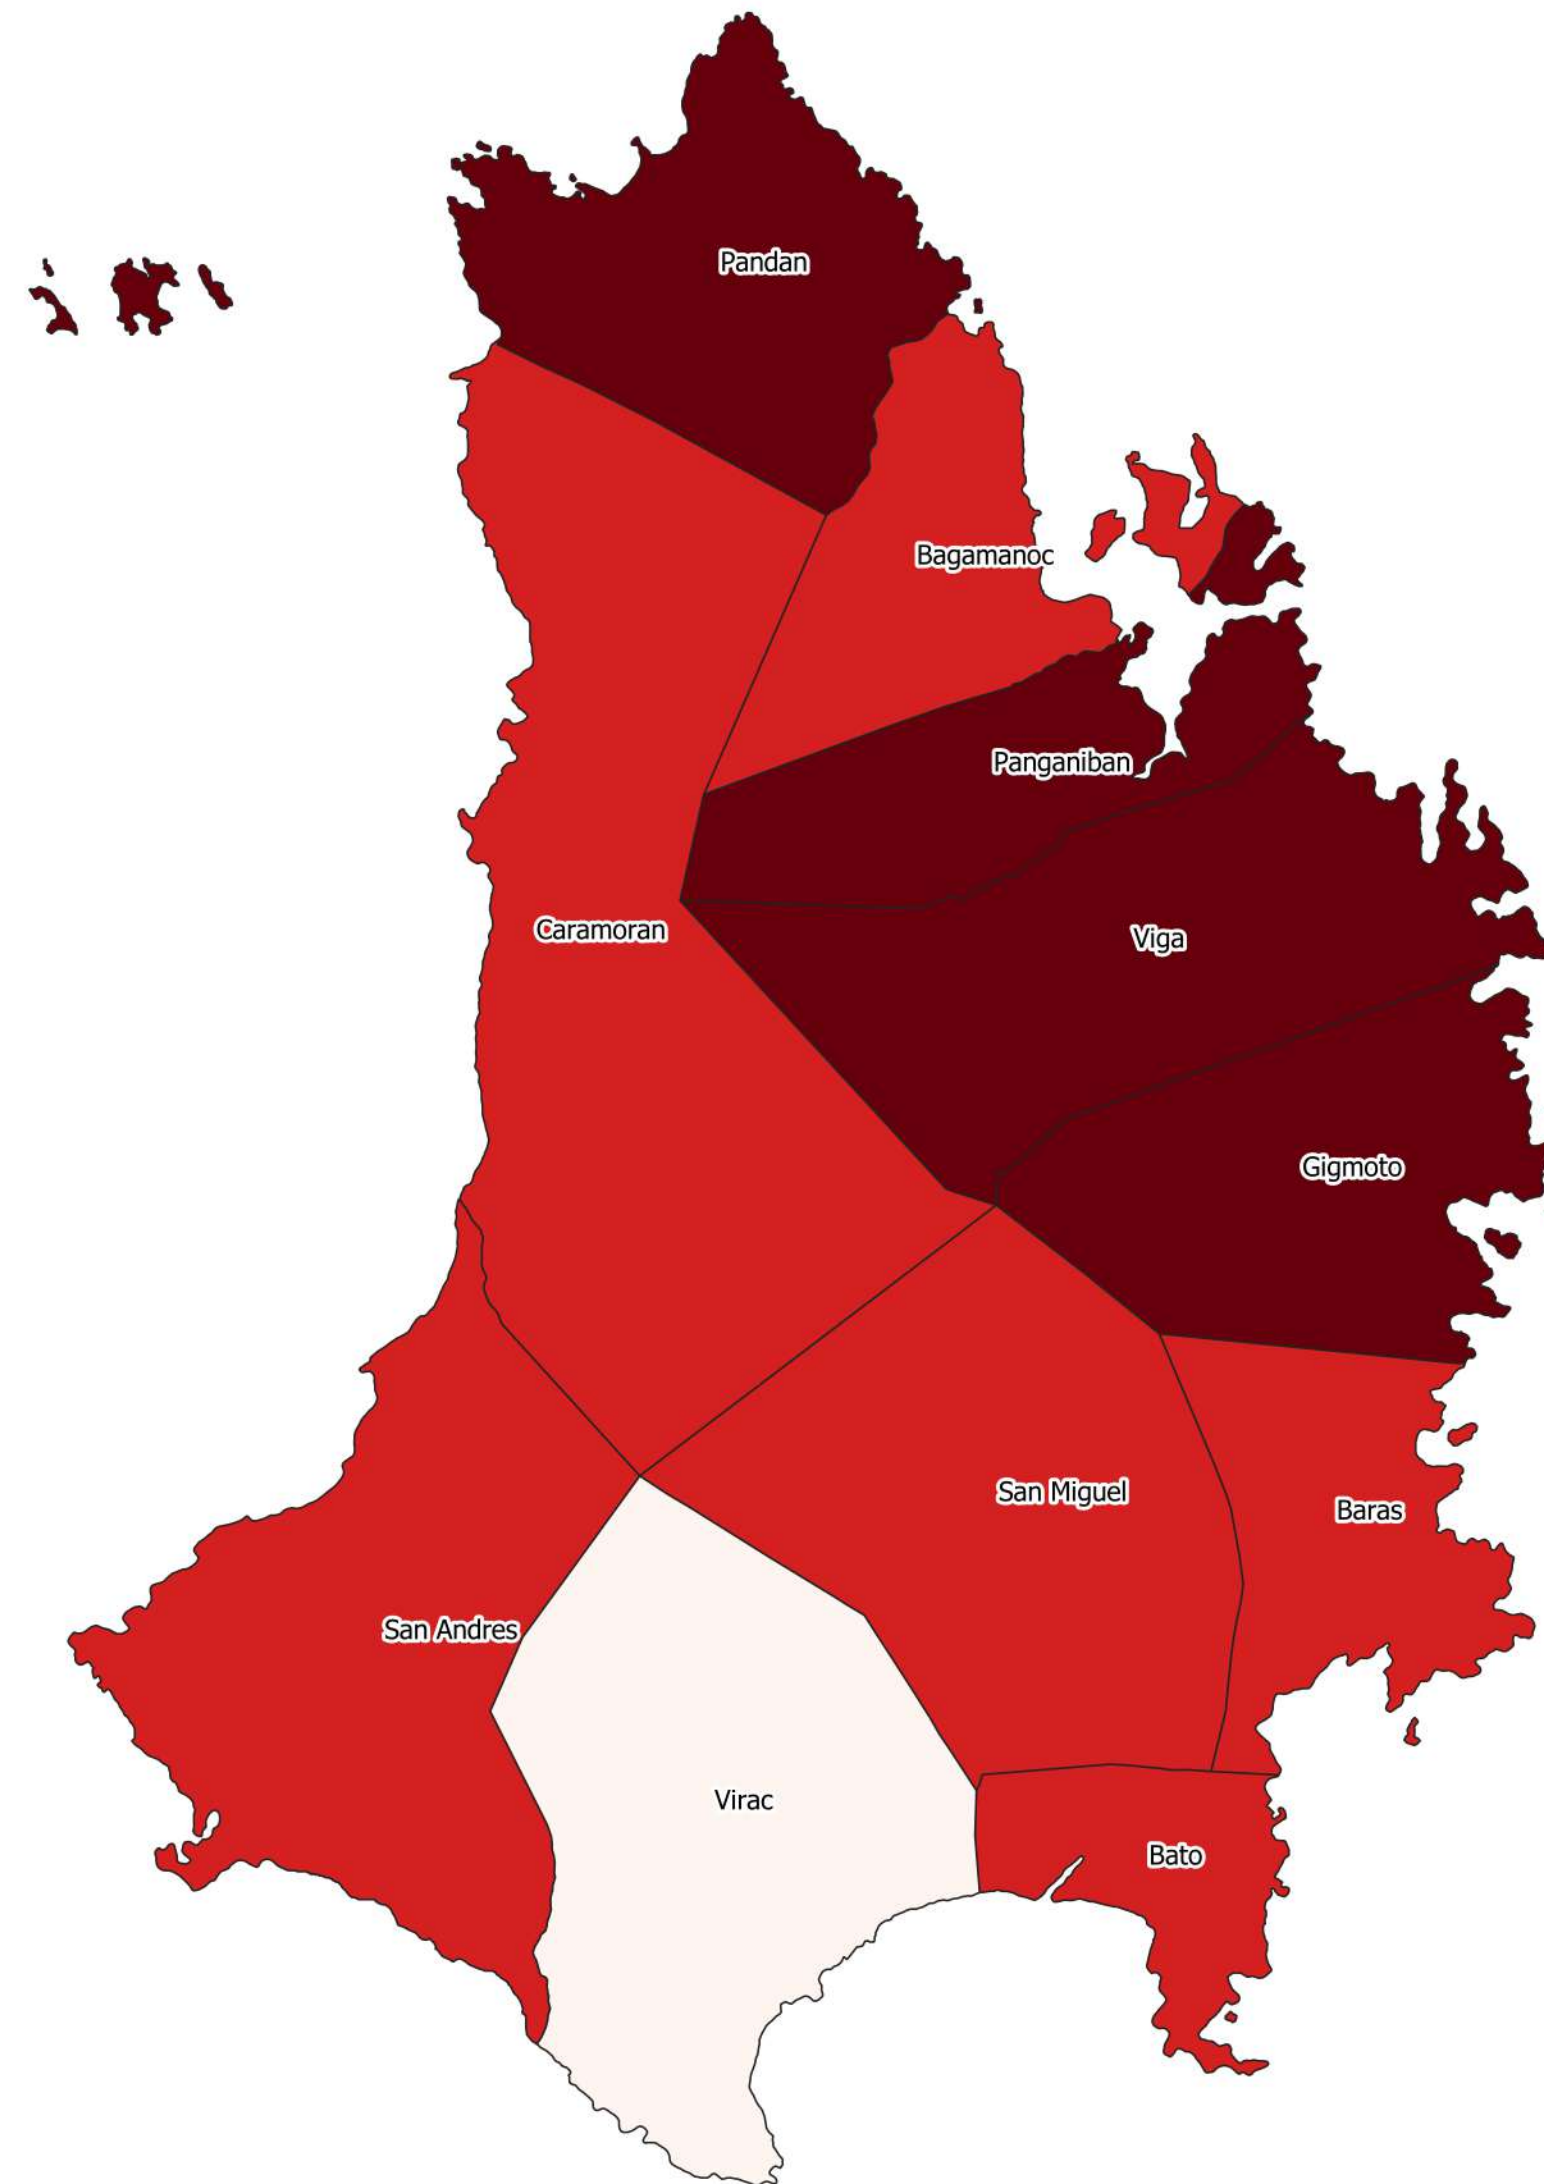 Pandan
Bagamanoc
Panganiban
Caramoran
Viga
Gigmoto
San Miguel
Baras
San Andres
Virac
Bato